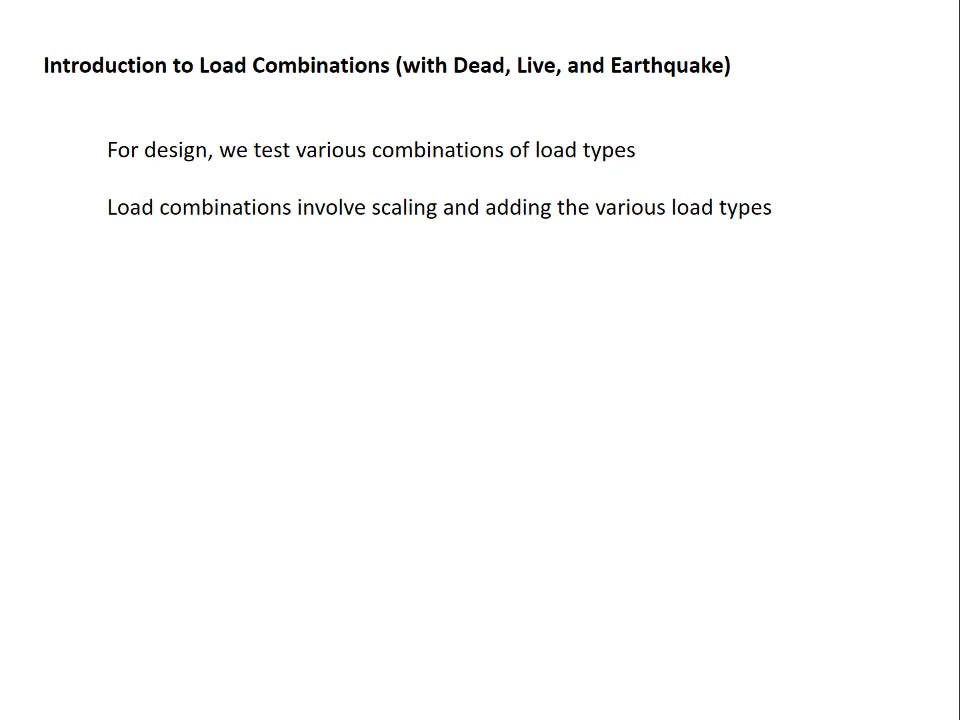 Introduction to Load Combinations (with Dead, Live, and Earthquake)
For design, we test various combinations of load types
Load combinations involve scaling and adding the various load types